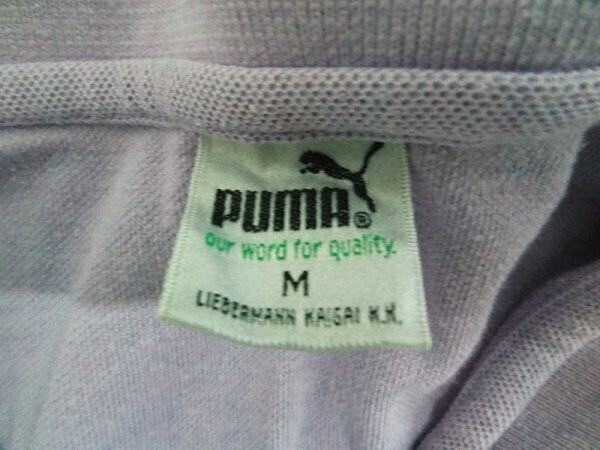 PUMA®
our word for quality.
M
LIEBERMANN KAIGAI K.K.